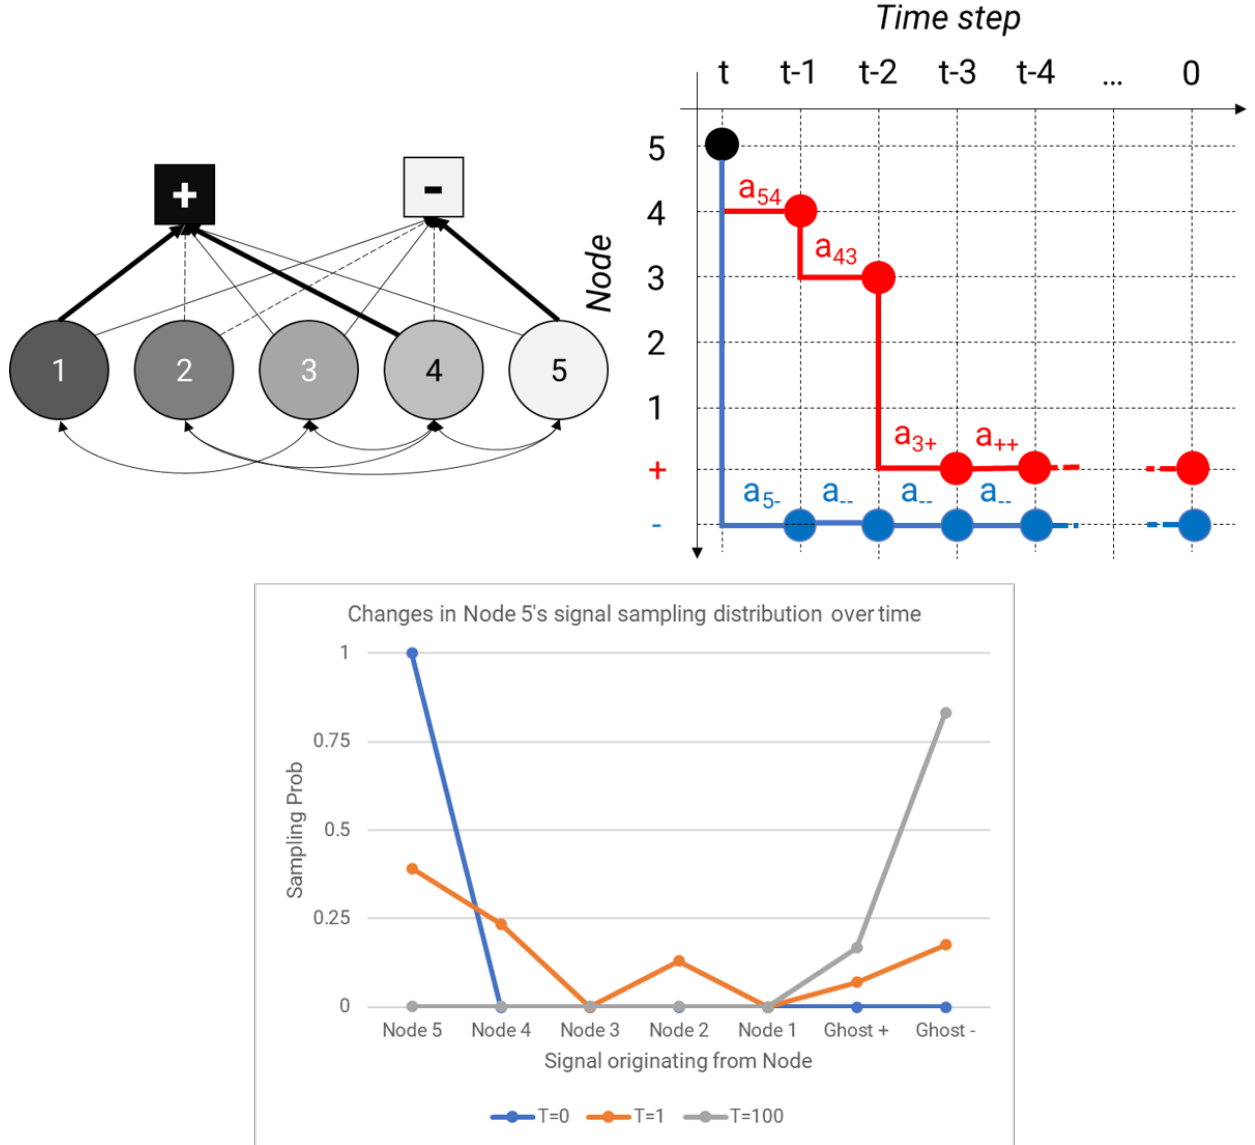 +
-
1 2 3 4 5
Time step
t t-1 t-2 t-3 t-4 ... 0
Node
5
4
3
2
1
+
-
a54
a43
a3+ a++
a5- a-- a-- a--
Changes in Node 5's signal sampling distribution over time
Sampling Prob
1
0.75
0.5
0.25
0
Node 5 Node 4 Node 3 Node 2 Node 1 Ghost + Ghost -
Signal originating from Node
T=0 T=1 T=100